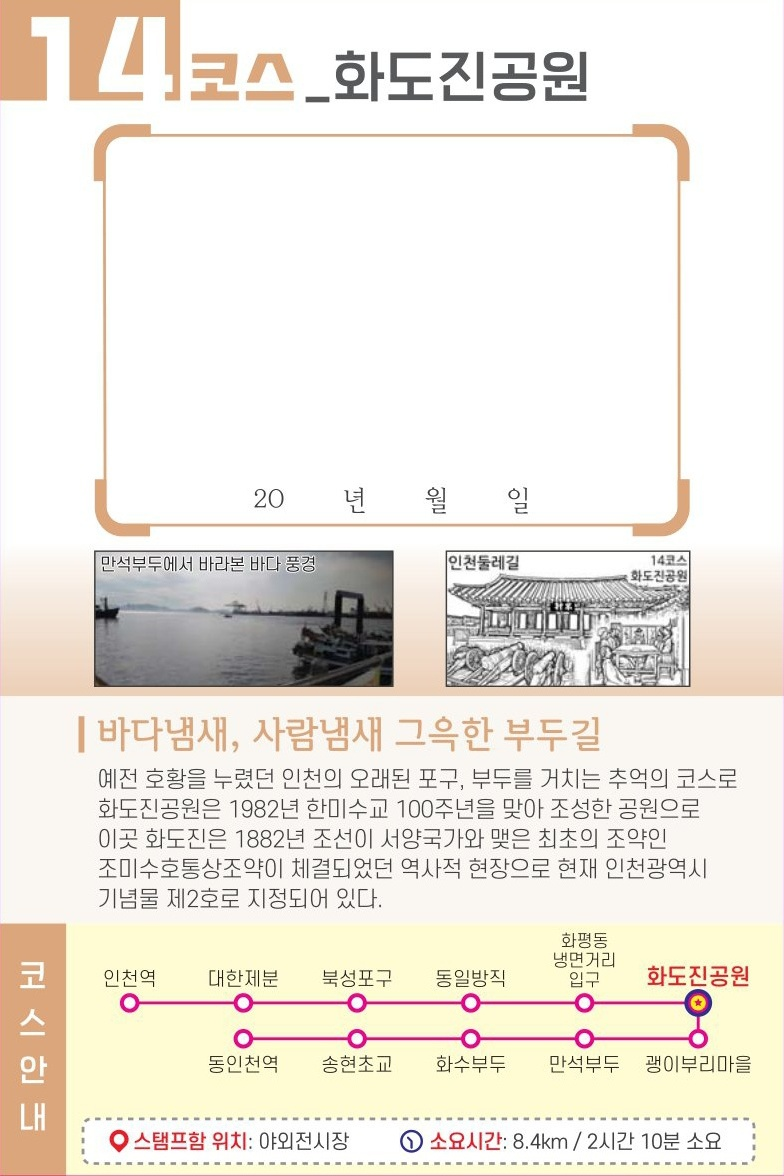 14코스_화도진공원
20 년 월 일
만석부두에서 바라본 바다 풍경
인천둘레길
14코스
화도진공원
바다냄새, 사람냄새 그윽한 부두길
예전 호황을 누렸던 인천의 오래된 포구, 부두를 거치는 추억의 코스로
화도진공원은 1982년 한미수교 100주년을 맞아 조성한 공원으로
이곳 화도진은 1882년 조선이 서양국가와 맺은 최초의 조약인
조미수호통상조약이 체결되었던 역사적 현장으로 현재 인천광역시
기념물 제2호로 지정되어 있다.
코스안내
인천역 대한제분 북성포구 동일방직
화평동
냉면거리
입구
화도진공원
동인천역 송현초교 화수부두 만석부두 괭이부리마을
스탬프함 위치: 야외전시장 소요시간: 8.4km / 2시간 10분 소요